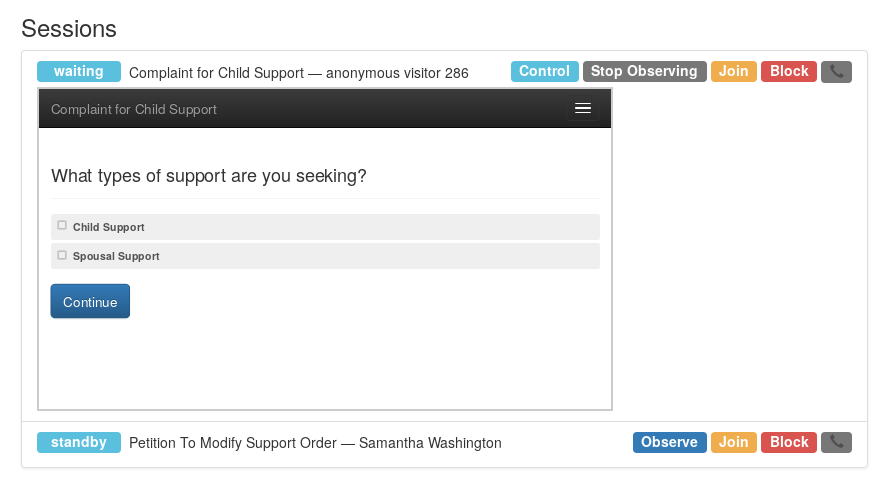 Sessions
waiting Complaint for Child Support — anonymous visitor 286 Control Stop Observing Join Block
Complaint for Child Support
What types of support are you seeking?
Child Support
Spousal Support
Continue
standby Petition To Modify Support Order — Samantha Washington Observe Join Block